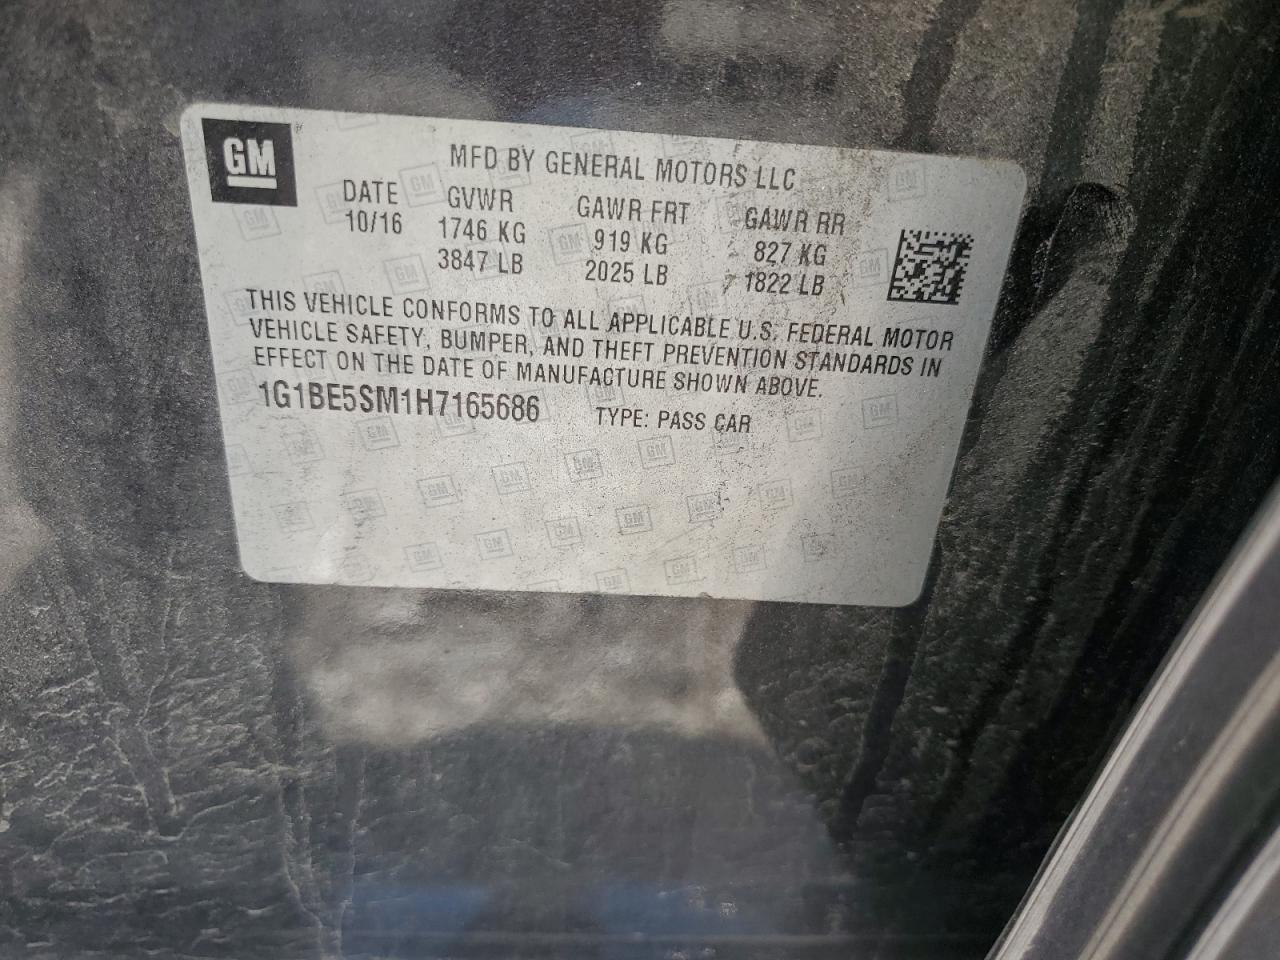 GM
MFD BY GENERAL MOTORS LLC
DATE GVWR GAWR FRT GAWR RR
10/16 1746 KG 919 KG 827 KG
3847 LB 2025 LB 1822 LB
THIS VEHICLE CONFORMS TO ALL APPLICABLE U.S. FEDERAL MOTOR
VEHICLE SAFETY, BUMPER, AND THEFT PREVENTION STANDARDS IN
EFFECT ON THE DATE OF MANUFACTURE SHOWN ABOVE.
1G1BE5SM1H7165686 TYPE: PASS CAR